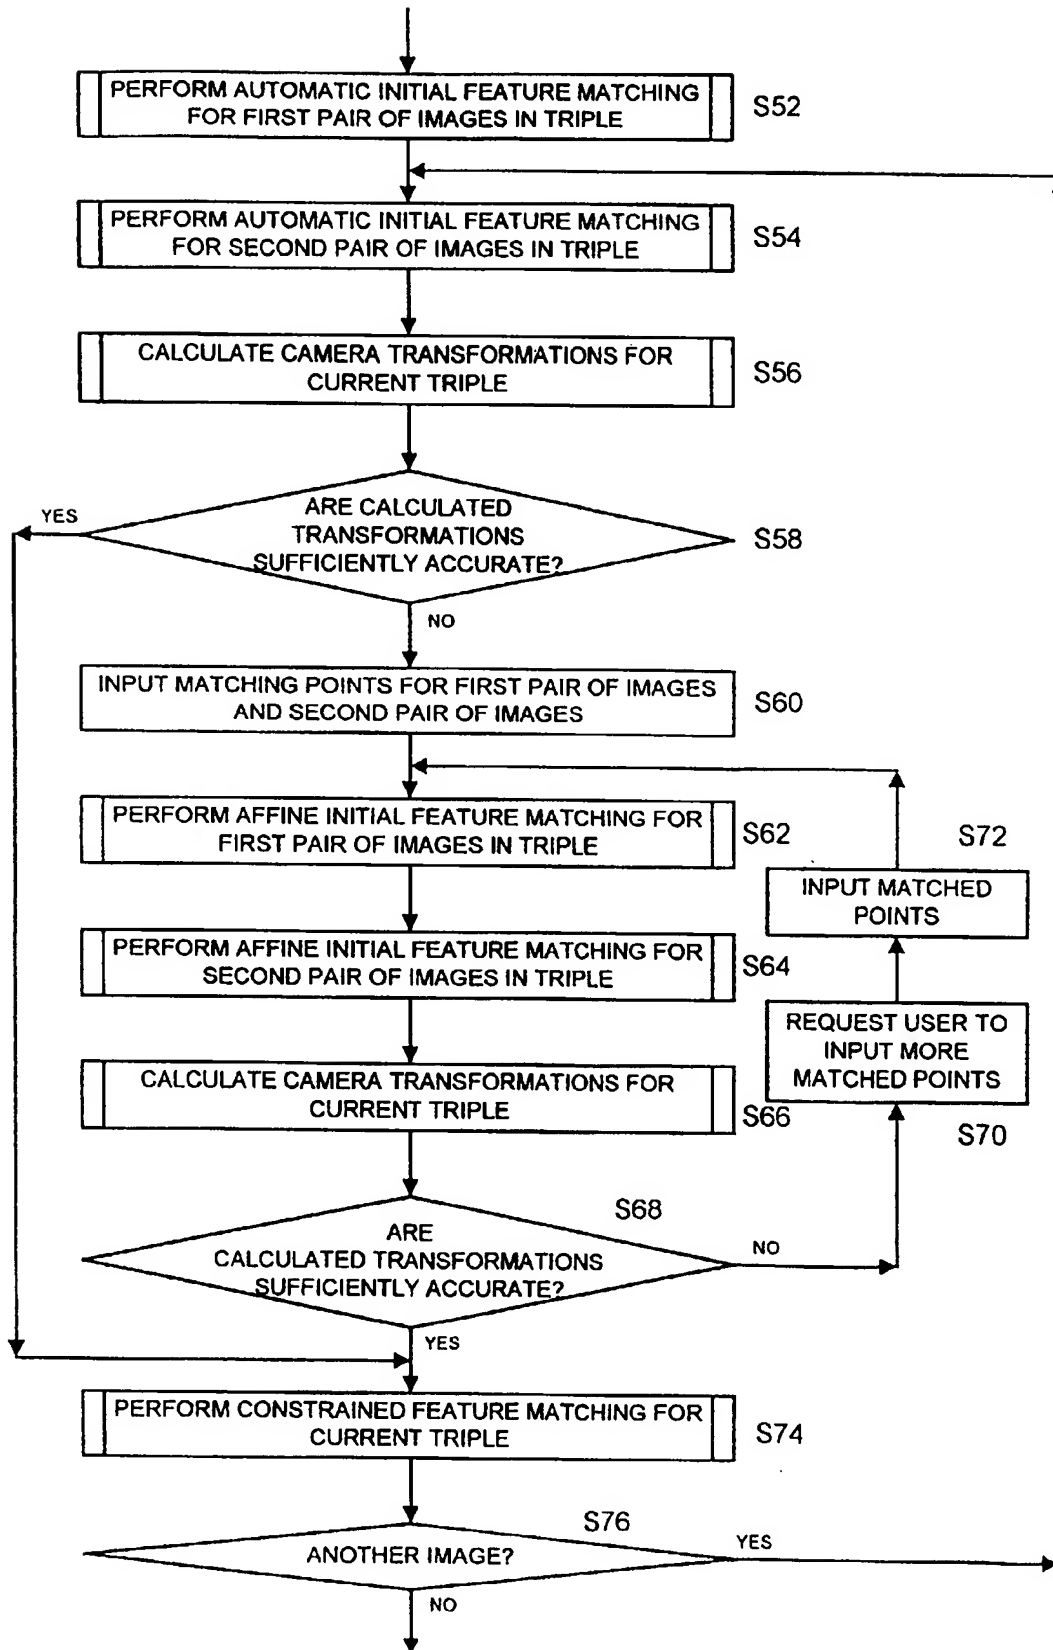 PERFORM AUTOMATIC INITIAL FEATURE MATCHING
FOR FIRST PAIR OF IMAGES IN TRIPLE
S52
PERFORM AUTOMATIC INITIAL FEATURE MATCHING
FOR SECOND PAIR OF IMAGES IN TRIPLE
S54
CALCULATE CAMERA TRANSFORMATIONS FOR
CURRENT TRIPLE
S56
YES
ARE CALCULATED
TRANSFORMATIONS
SUFFICIENTLY ACCURATE?
S58
NO
INPUT MATCHING POINTS FOR FIRST PAIR OF IMAGES
AND SECOND PAIR OF IMAGES
S60
PERFORM AFFINE INITIAL FEATURE MATCHING FOR
FIRST PAIR OF IMAGES IN TRIPLE
S62
S72
INPUT MATCHED
POINTS
PERFORM AFFINE INITIAL FEATURE MATCHING FOR
SECOND PAIR OF IMAGES IN TRIPLE
S64
REQUEST USER TO
INPUT MORE
MATCHED POINTS
S70
CALCULATE CAMERA TRANSFORMATIONS FOR
CURRENT TRIPLE
S66
S68
ARE
CALCULATED TRANSFORMATIONS
SUFFICIENTLY ACCURATE?
NO
YES
PERFORM CONSTRAINED FEATURE MATCHING FOR
CURRENT TRIPLE
S74
S76
ANOTHER IMAGE?
YES
NO